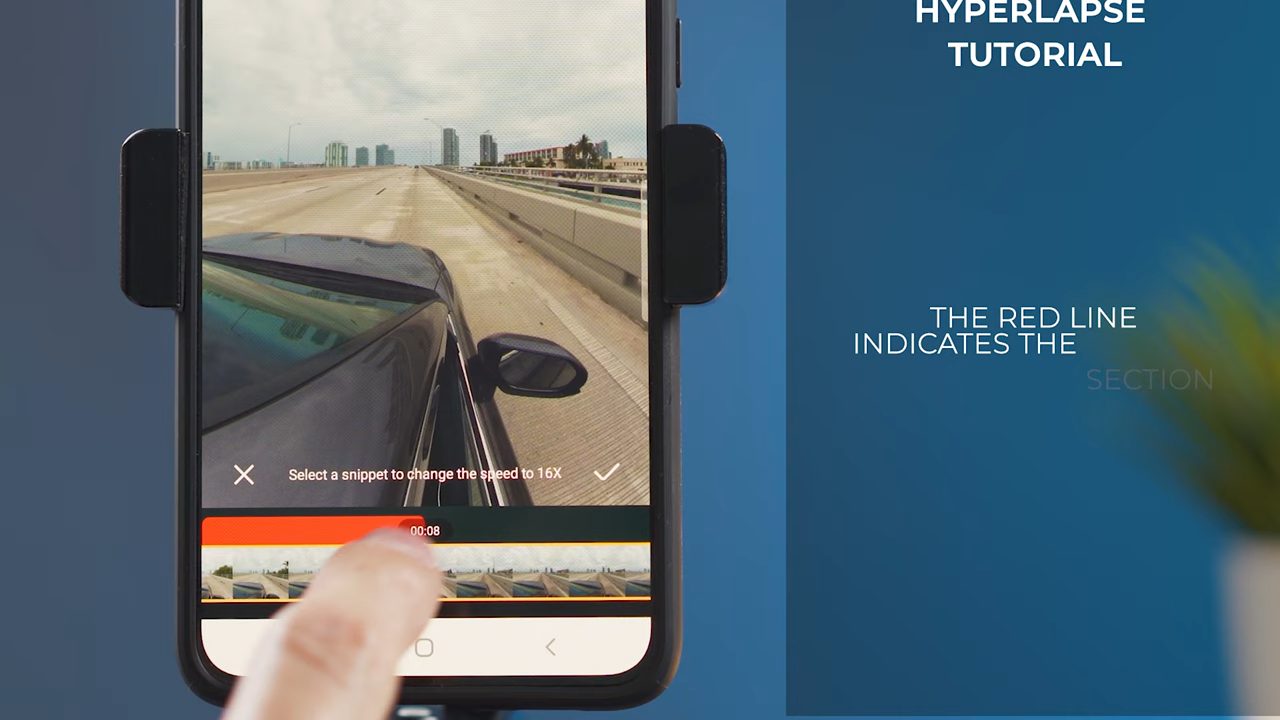 HYPERLAPSE
TUTORIAL
THE RED LINE
INDICATES THE
SECTION
Select a snippet to change the speed to 16X
00:08